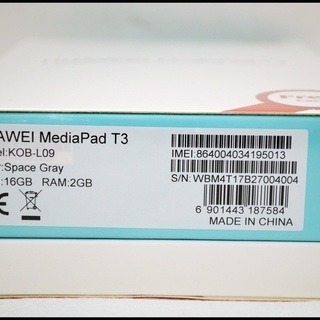 AWEI MediaPad T3
el:KOB-L09
r:Space Gray
:16GB RAM:2GB
IMEI:864004034195013
S/N: WBM4T17B27004004
6 901443 187584
MADE IN CHINA